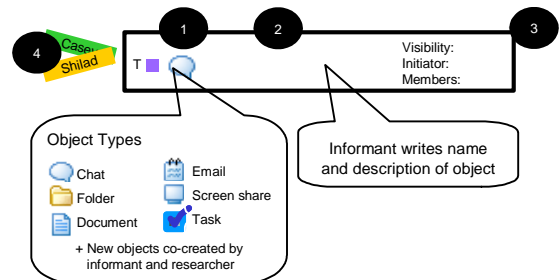 1
2
3
4
Casey
Shilad
T
Visibility:
Initiator:
Members:
Object Types
Chat
Folder
Document
Email
Screen share
Task
+ New objects co-created by
informant and researcher
Informant writes name
and description of object